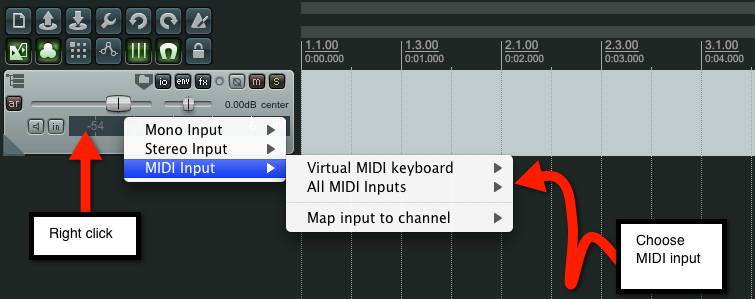 1.1.00 1.3.00 2.1.00 2.3.00 3.1.00
0:00.000 0:01.000 0:02.000 0:03.000 0:04.000
io env fx m s
ar 0.00dB center
in -54
Mono Input
Stereo Input
MIDI Input
Virtual MIDI keyboard
All MIDI Inputs
Map input to channel
Right click
Choose
MIDI input